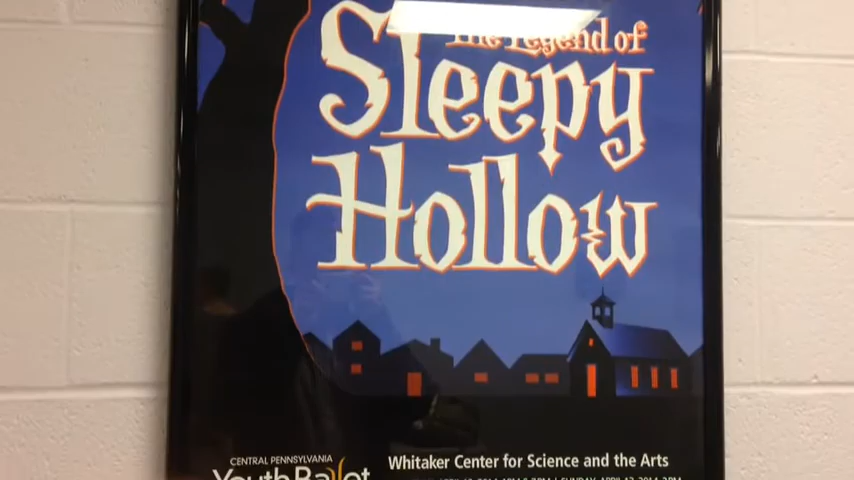 The Legend of
Sleepy
Hollow
CENTRAL PENNSYLVANIA
Youth Ballet
Whitaker Center for Science and the Arts